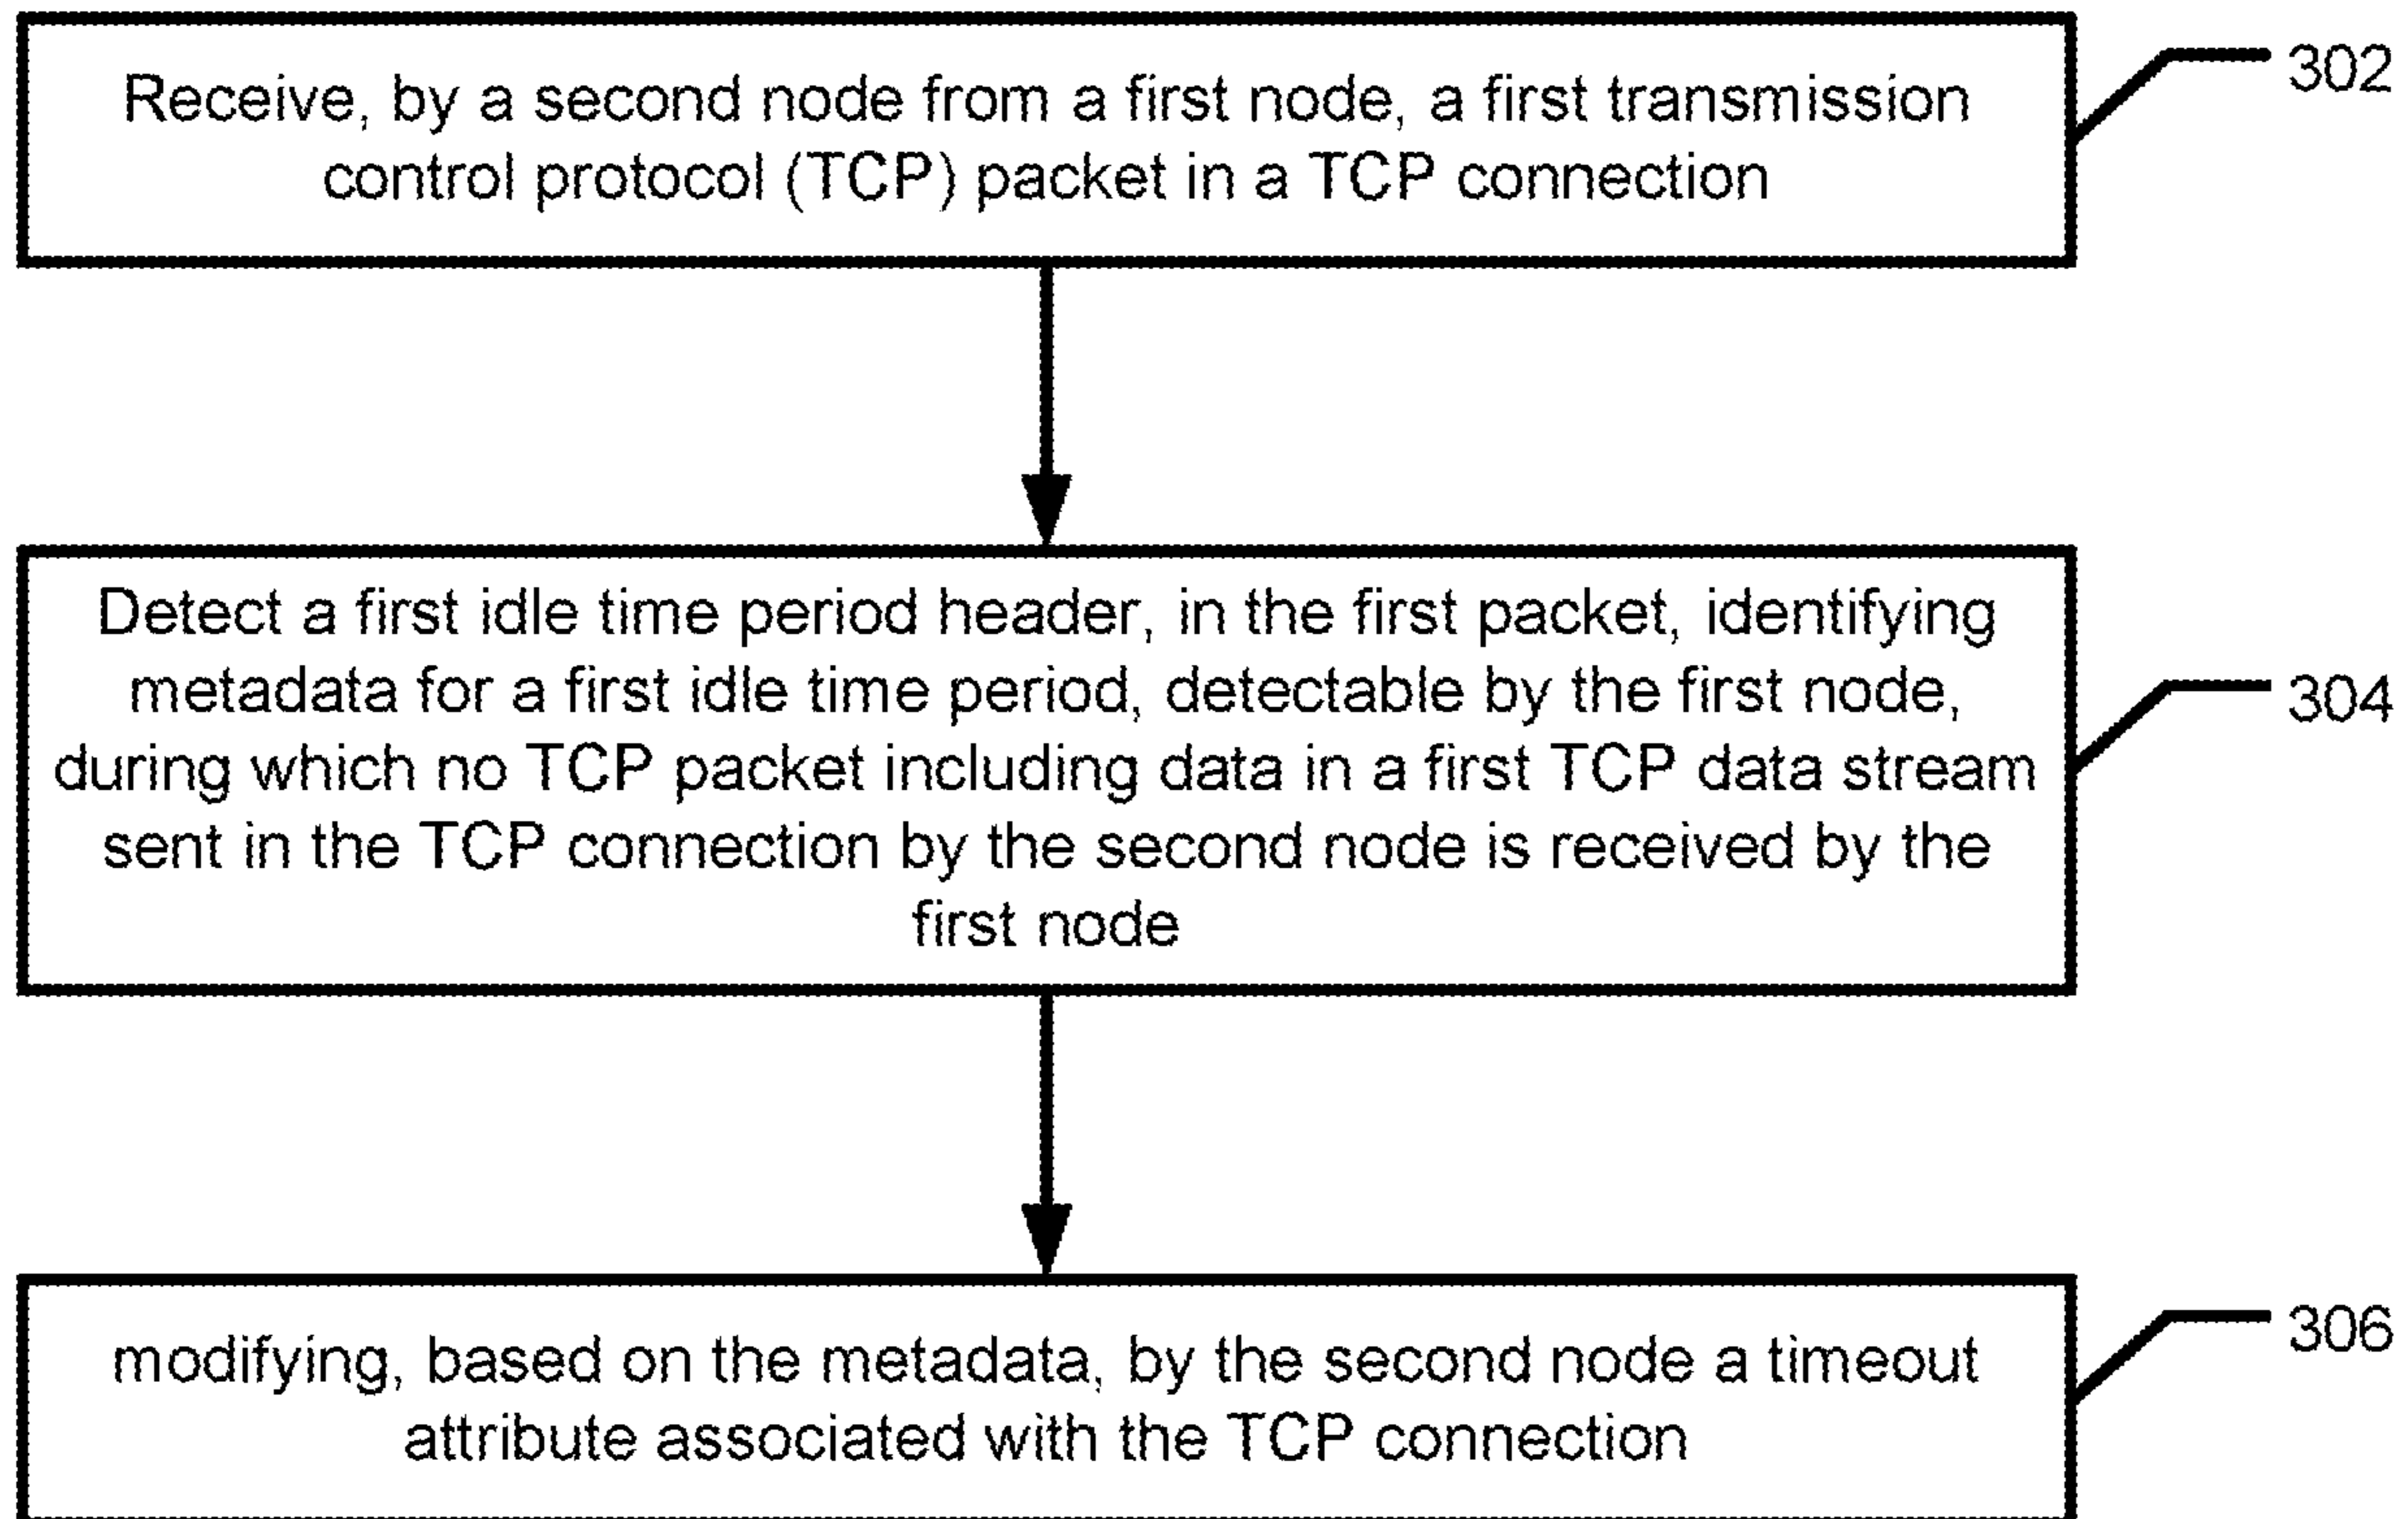 Receive, by a second node from a first node, a first transmission
control protocol (TCP) packet in a TCP connection
302
Detect a first idle time period header, in the first packet, identifying
metadata for a first idle time period, detectable by the first node,
during which no TCP packet including data in a first TCP data stream
sent in the TCP connection by the second node is received by the
first node
304
modifying, based on the metadata, by the second node a timeout
attribute associated with the TCP connection
306